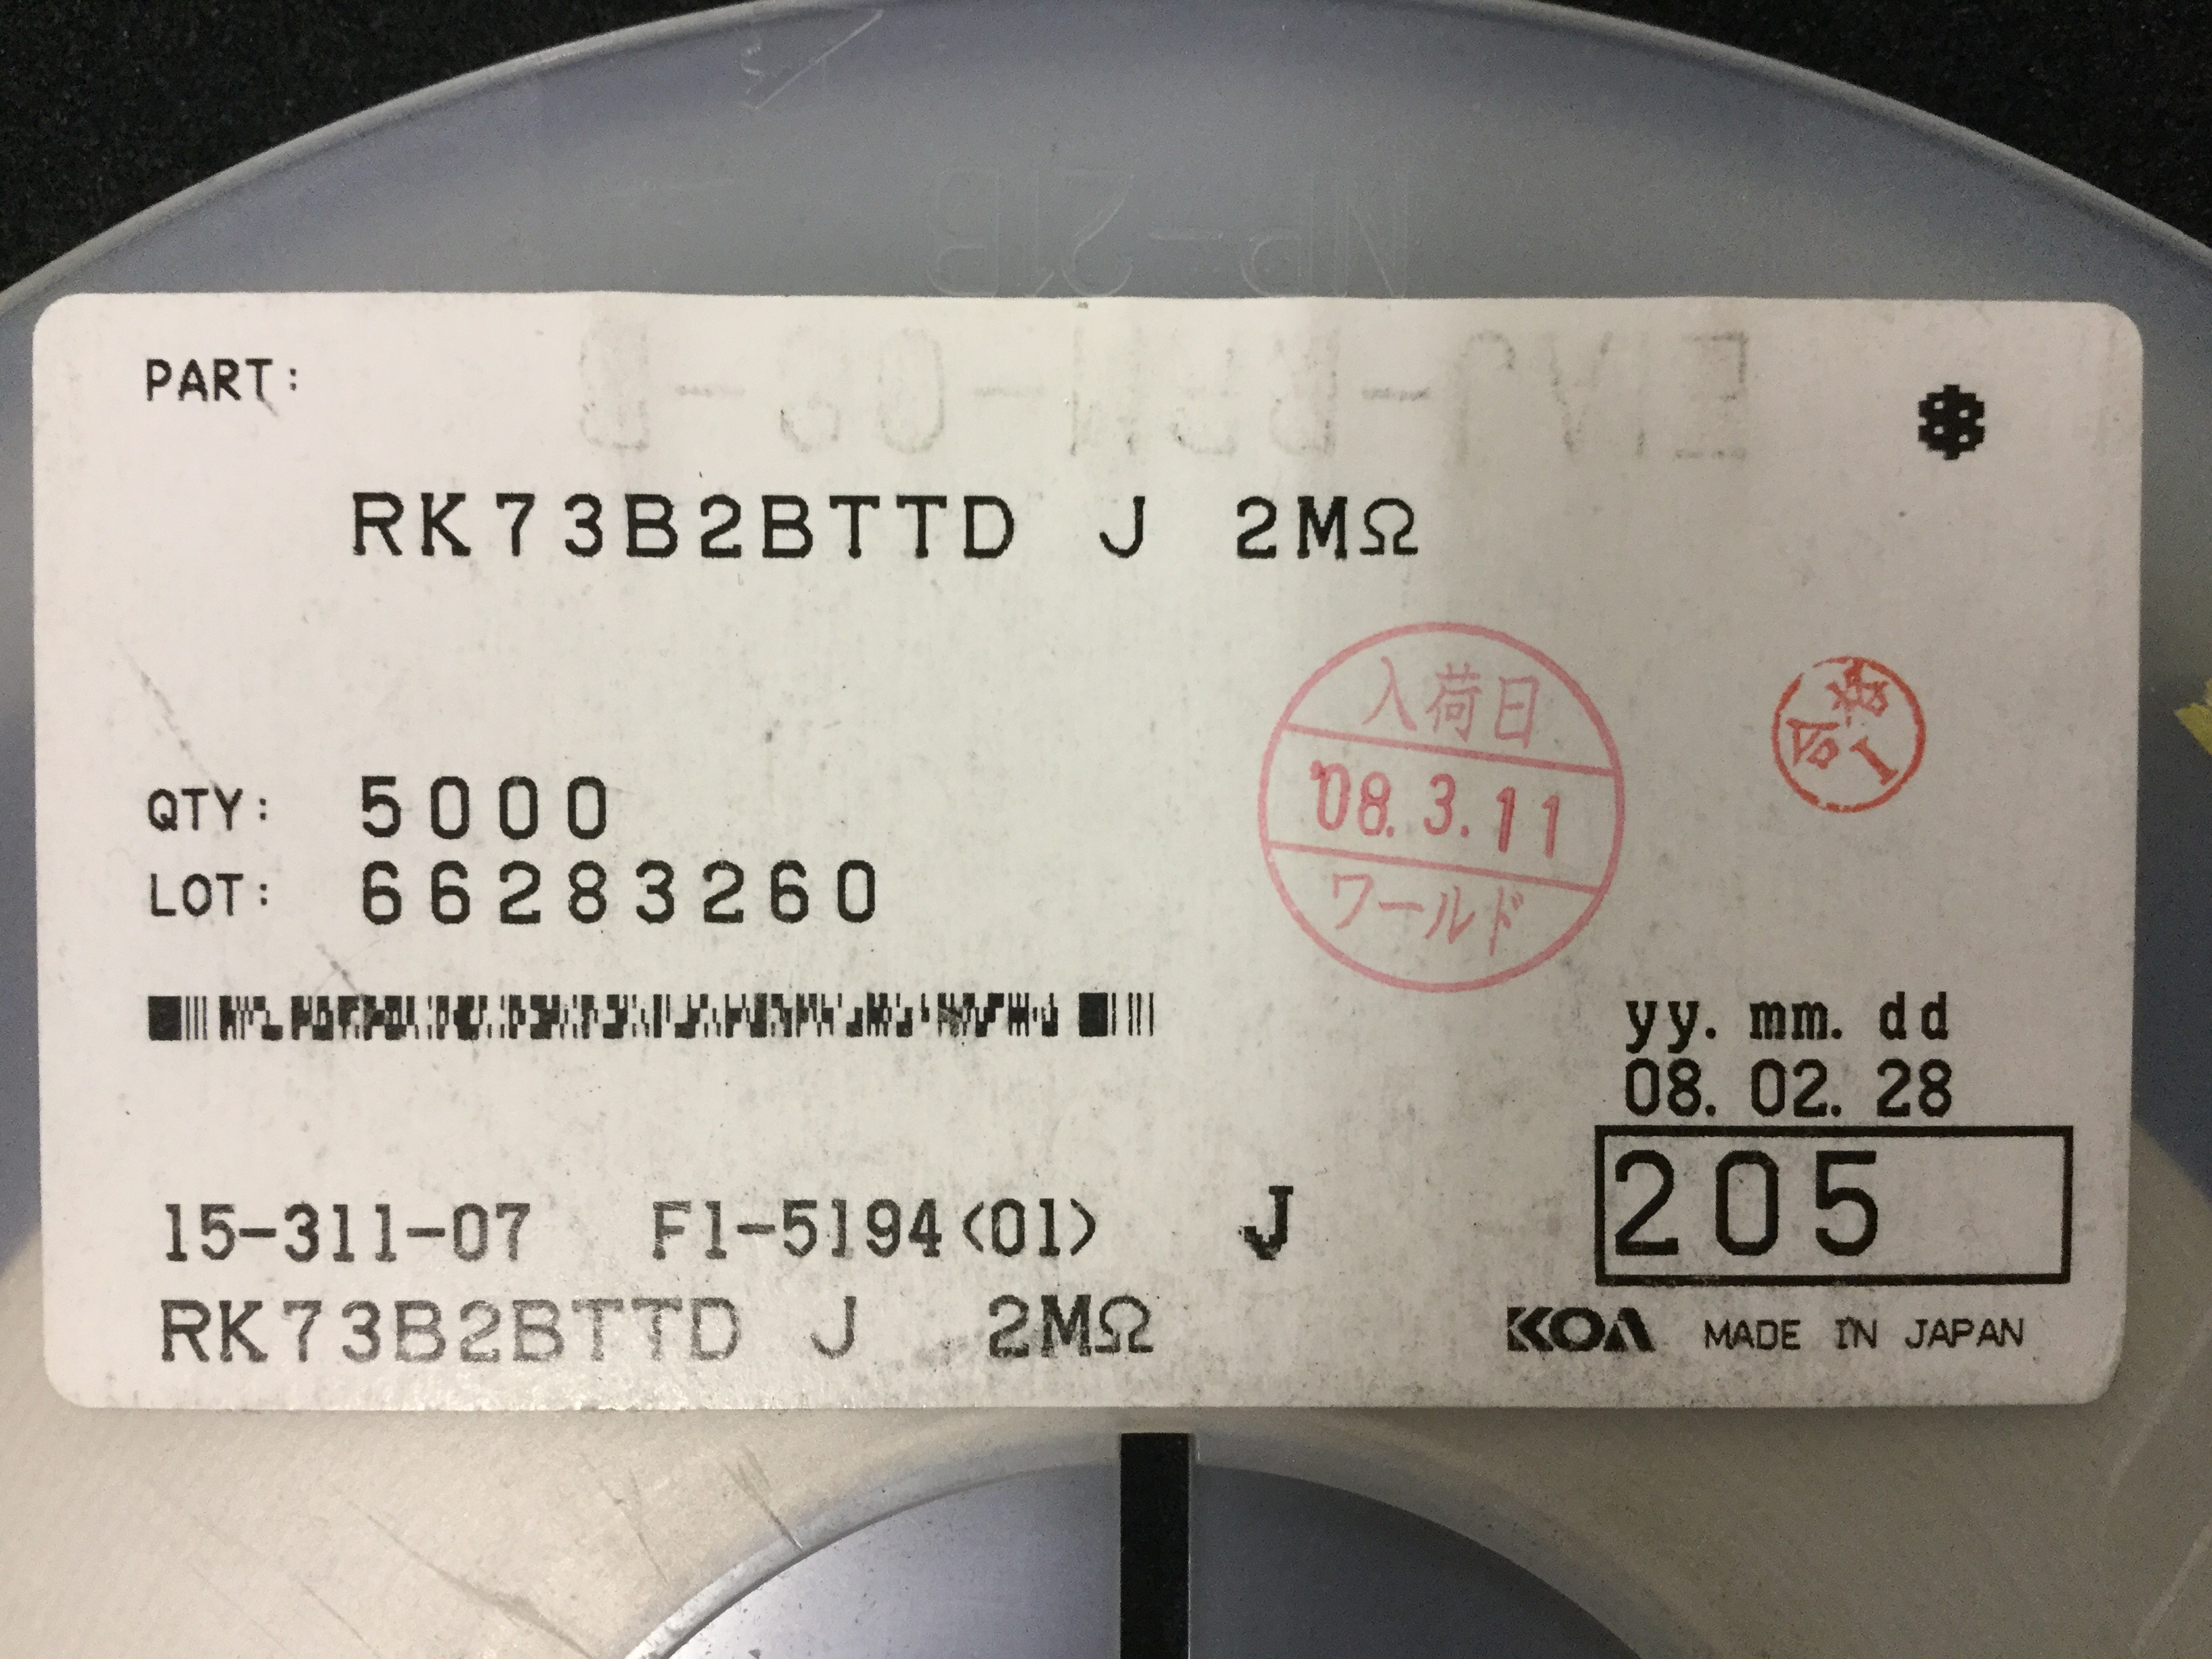 PART:
RK73B2BTTD J 2MΩ
入荷日
'08.3.11
ワールド
QTY: 5000
LOT: 66283260
yy. mm. dd
08. 02. 28
205
15-311-07 F1-5194<01> J
RK73B2BTTD J 2MΩ
KOA MADE IN JAPAN